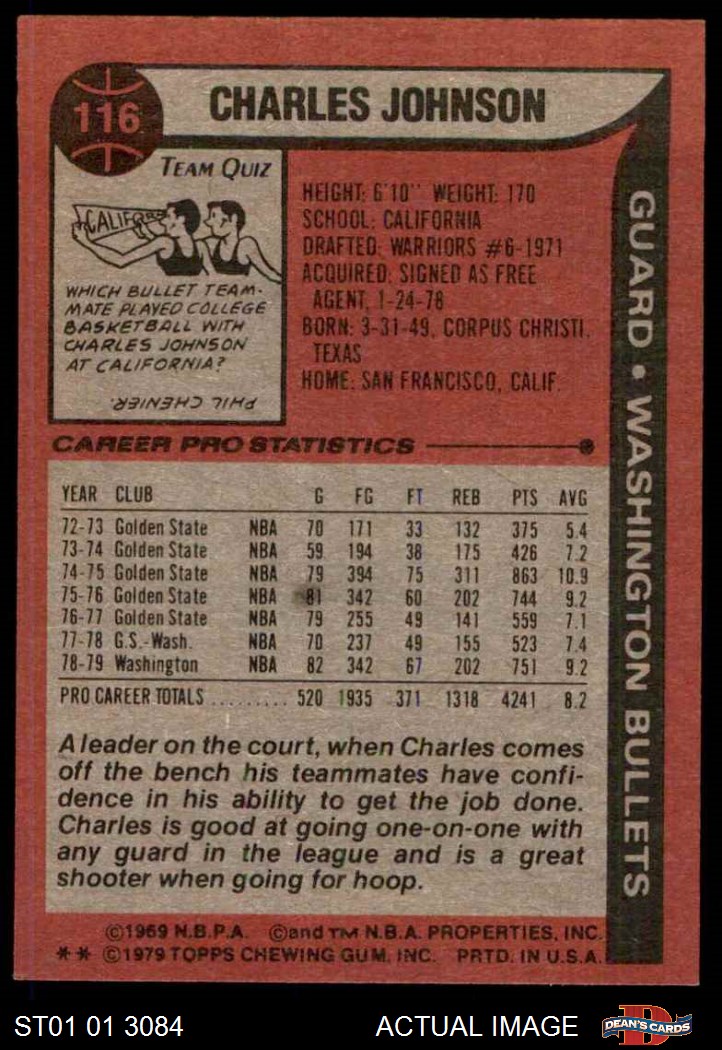 116
CHARLES JOHNSON
TEAM QUIZ
CALIFOR
WHICH BULLET TEAM-
MATE PLAYED COLLEGE
BASKETBALL WITH
CHARLES JOHNSON
AT CALIFORNIA?
PHIL CHENIER.
HEIGHT: 6'10" WEIGHT: 170
SCHOOL: CALIFORNIA
DRAFTED: WARRIORS #6-1971
ACQUIRED: SIGNED AS FREE
AGENT, 1-24-78
BORN: 3-31-49, CORPUS CHRISTI,
TEXAS
HOME: SAN FRANCISCO, CALIF.
GUARD • WASHINGTON BULLETS
CAREER PRO STATISTICS
YEAR CLUB G FG FT REB PTS AVG
72-73 Golden State NBA 70 171 33 132 375 5.4
73-74 Golden State NBA 59 194 38 175 426 7.2
74-75 Golden State NBA 79 394 75 311 863 10.9
75-76 Golden State NBA 81 342 60 202 744 9.2
76-77 Golden State NBA 79 255 49 141 559 7.1
77-78 G.S.-Wash. NBA 70 237 49 155 523 7.4
78-79 Washington NBA 82 342 67 202 751 9.2
PRO CAREER TOTALS .......... 520 1935 371 1318 4241 8.2
A leader on the court, when Charles comes
off the bench his teammates have confi-
dence in his ability to get the job done.
Charles is good at going one-on-one with
any guard in the league and is a great
shooter when going for hoop.
©1969 N.B.P.A. ©and TM N.B.A. PROPERTIES, INC.
** ©1979 TOPPS CHEWING GUM, INC. PRTD. IN U.S.A.
ST01 01 3084
ACTUAL IMAGE
D
DEAN'S CARDS